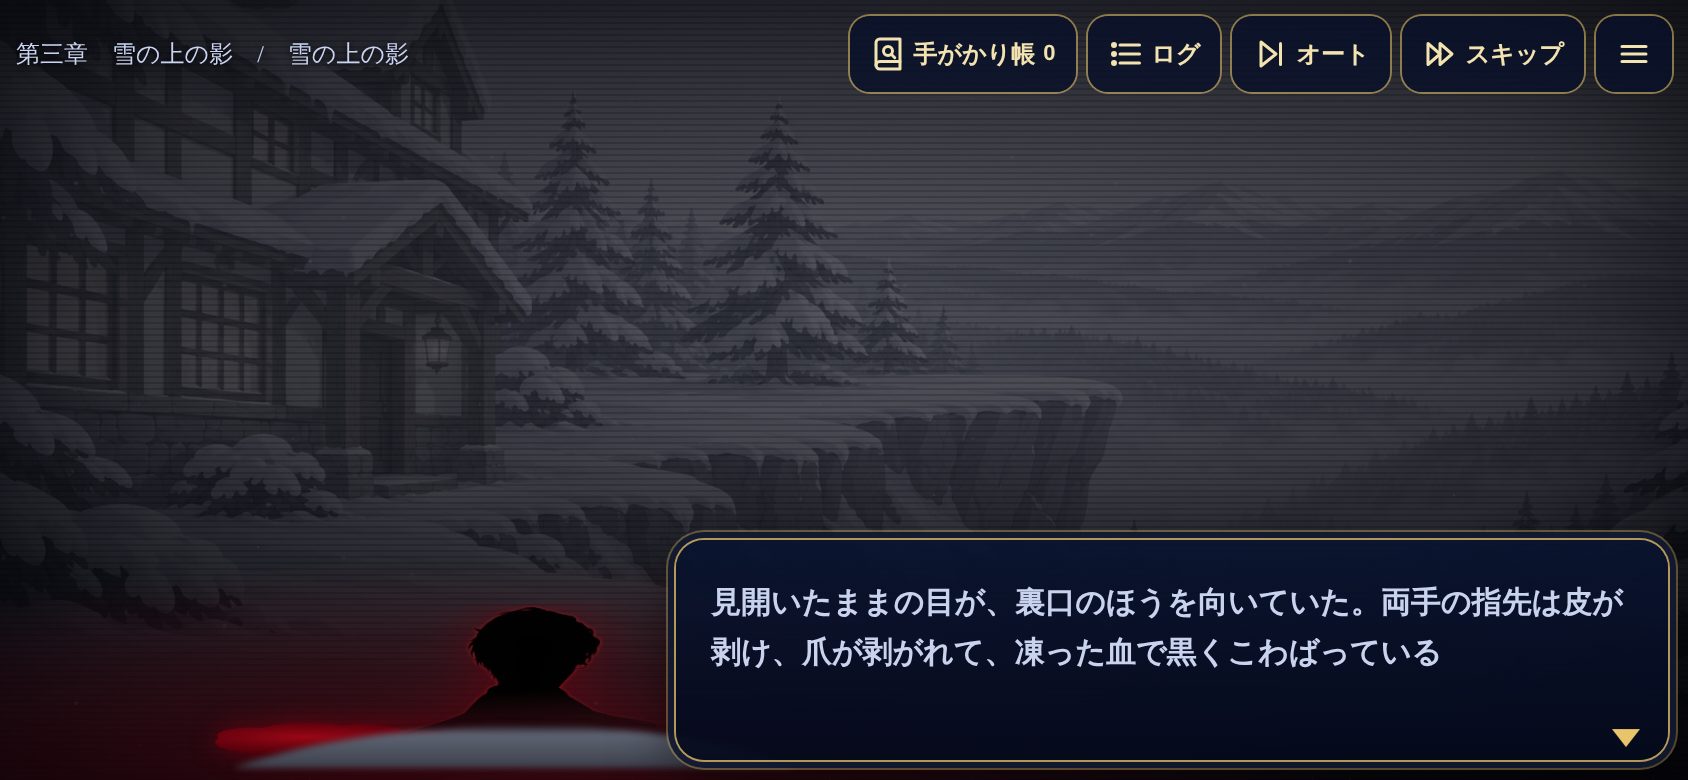 第三章　雪の上の影　/　雪の上の影
手がかり帳 0
ログ
オート
スキップ
見開いたままの目が、裏口のほうを向いていた。両手の指先は皮が
剥け、爪が剥がれて、凍った血で黒くこわばっている